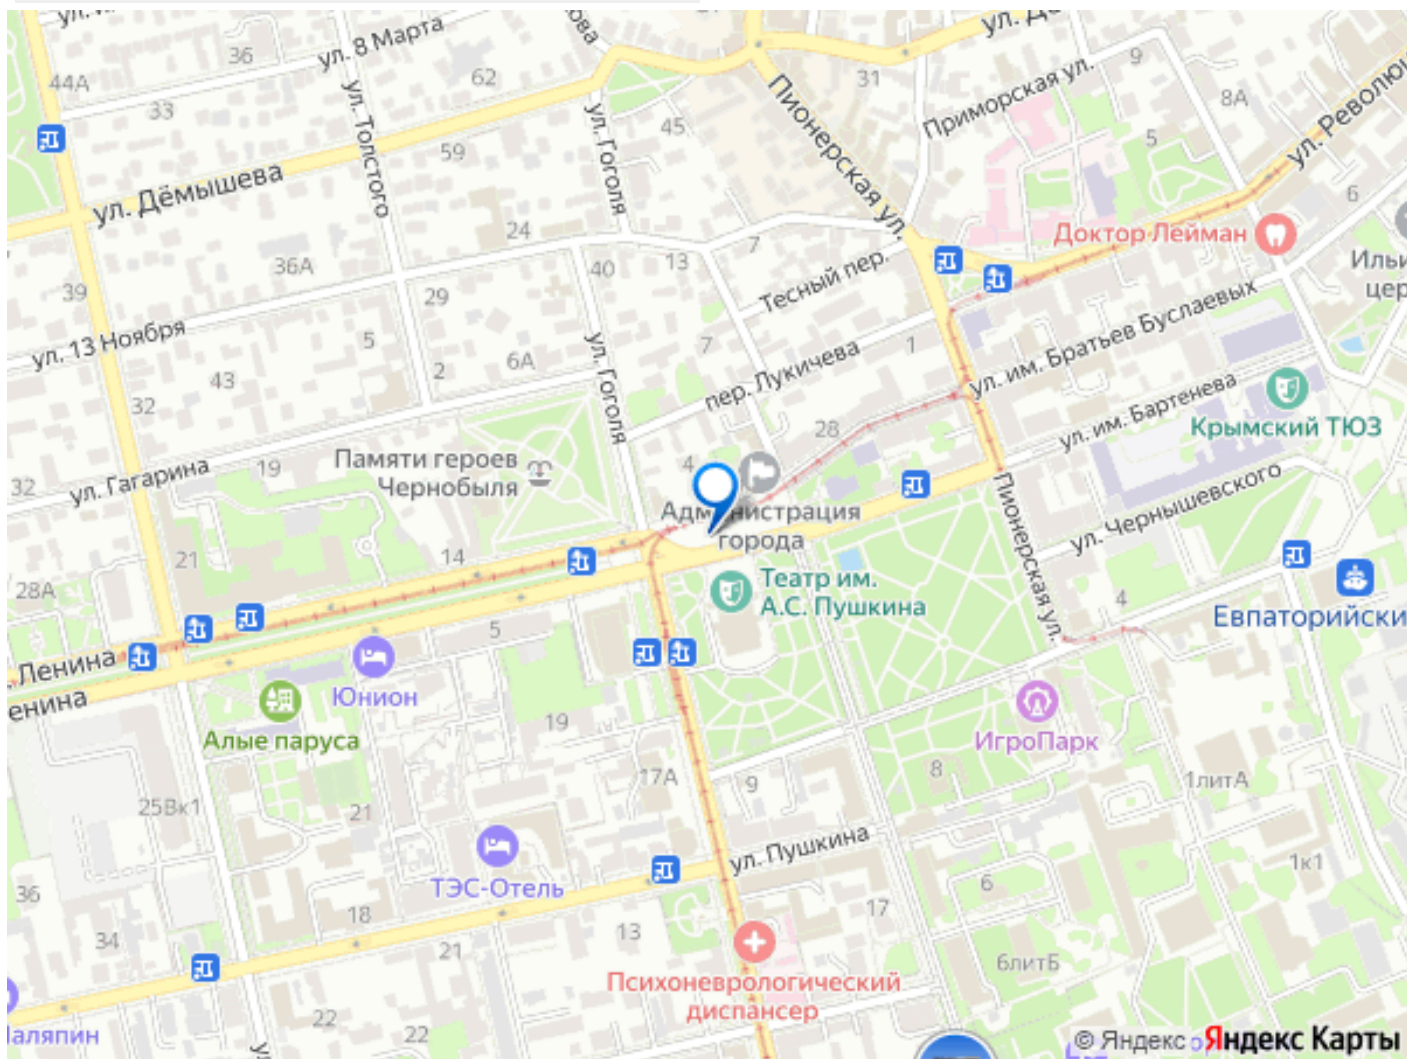 44А
36
ул. 8 Марта
33
62
ул. Толстого
ул. Гоголя
45
59
ул. Дёмышева
Пионерская ул.
31
Приморская ул.
9
8А
5
6
Доктор Лейман
24
36А
39
29
40
13
7
Тесный пер.
ул. 13 Ноября
5
43
32
2
6А
ул. Гоголя
7
пер. Лукичева
1
ул. им. Братьев Буслаевых
ул. им. Бартенева
Крымский ТЮЗ
28
4
32
ул. Гагарина
19
Памяти героев
Чернобыля
Администрация
города
Пионерская ул.
ул. Чернышевского
21
14
28А
Театр им.
А.С. Пушкина
4
Евпаторийски
5
Ленина
енина
Юнион
Алые паруса
19
ИгроПарк
17А
9
8
1литА
25Вк1
21
ТЭС-Отель
ул. Пушкина
1к1
36
18
6
17
34
21
13
6литБ
Психоневрологический
диспансер
22
22
аляпин
© Яндекс
Яндекс Карты